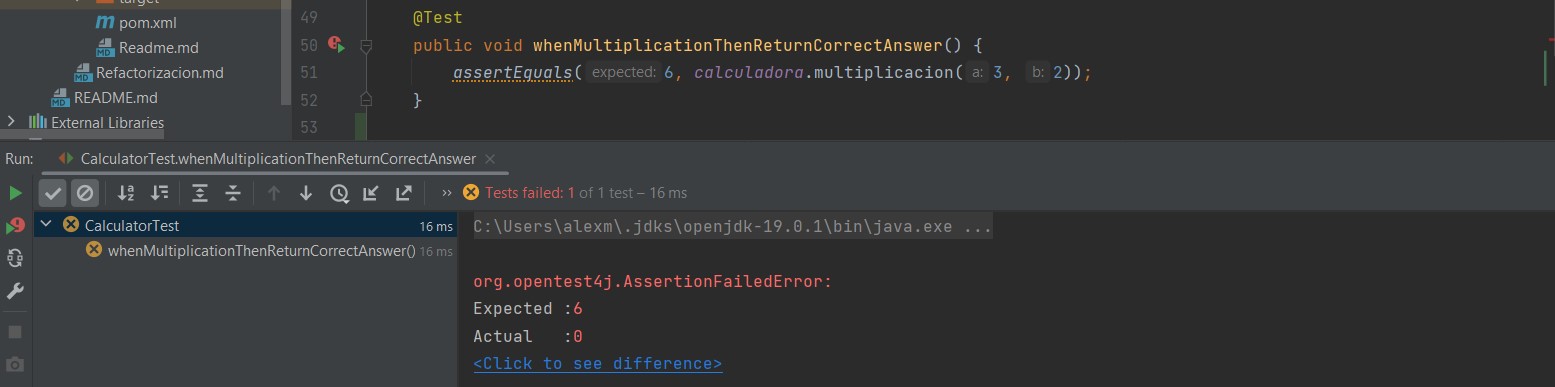 target
pom.xml
Readme.md
Refactorizacion.md
README.md
External Libraries
49 @Test
50 public void whenMultiplicationThenReturnCorrectAnswer() {
51 assertEquals( expected: 6, calculadora.multiplicacion( a: 3, b: 2));
52 }
53
Run: CalculatorTest.whenMultiplicationThenReturnCorrectAnswer ×
» Tests failed: 1 of 1 test – 16 ms
CalculatorTest 16 ms
whenMultiplicationThenReturnCorrectAnswer() 16 ms
C:\Users\alexm\.jdks\openjdk-19.0.1\bin\java.exe ...
org.opentest4j.AssertionFailedError:
Expected :6
Actual   :0
<Click to see difference>